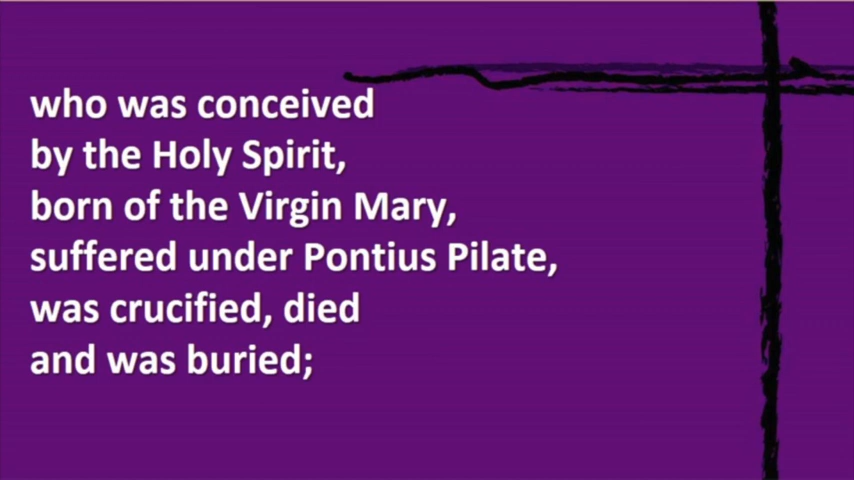 who was conceived
by the Holy Spirit,
born of the Virgin Mary,
suffered under Pontius Pilate,
was crucified, died
and was buried;